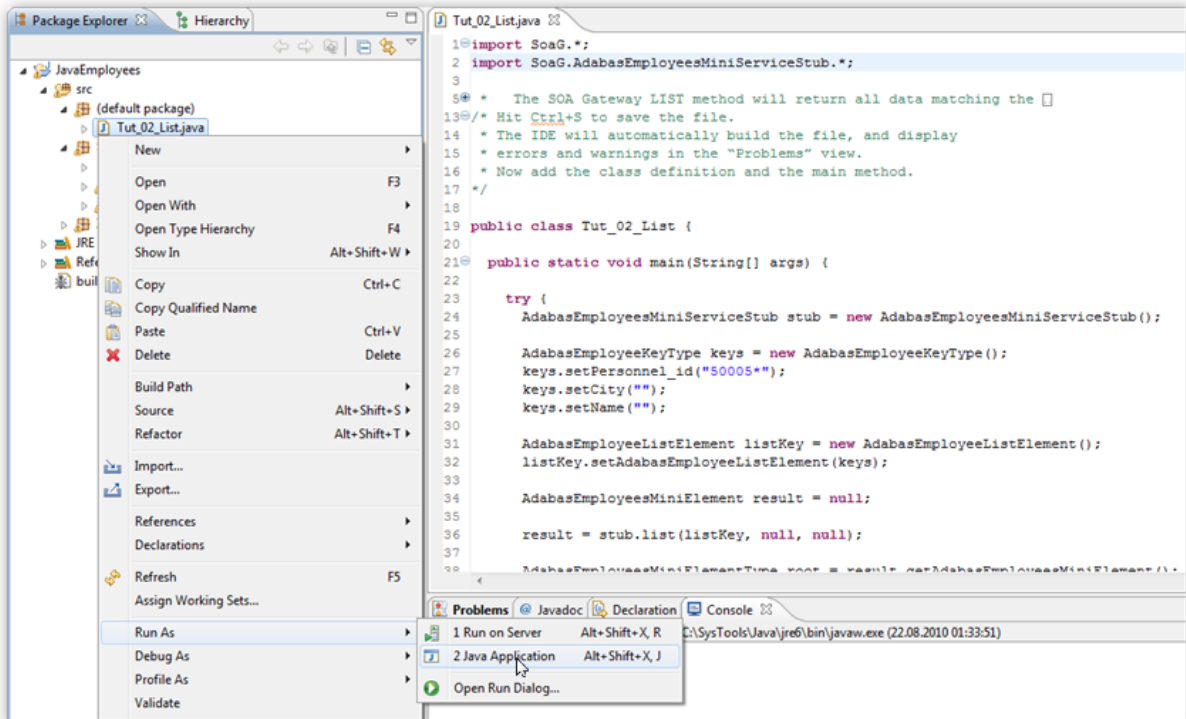 Package Explorer
Hierarchy
JavaEmployees
src
(default package)
Tut_02_List.java
JRE
Refe
buil
New
Open F3
Open With
Open Type Hierarchy F4
Show In Alt+Shift+W
Copy Ctrl+C
Copy Qualified Name
Paste Ctrl+V
Delete Delete
Build Path
Source Alt+Shift+S
Refactor Alt+Shift+T
Import...
Export...
References
Declarations
Refresh F5
Assign Working Sets...
Run As
Debug As
Profile As
Validate
1 Run on Server Alt+Shift+X, R
2 Java Application Alt+Shift+X, J
Open Run Dialog...
Tut_02_List.java
1 import SoaG.*;
2 import SoaG.AdabasEmployeesMiniServiceStub.*;
3
5 * The SOA Gateway LIST method will return all data matching the
13 /* Hit Ctrl+S to save the file.
14 * The IDE will automatically build the file, and display
15 * errors and warnings in the “Problems” view.
16 * Now add the class definition and the main method.
17 */
18
19 public class Tut_02_List {
20
21 public static void main(String[] args) {
22
23 try {
24 AdabasEmployeesMiniServiceStub stub = new AdabasEmployeesMiniServiceStub();
25
26 AdabasEmployeeKeyType keys = new AdabasEmployeeKeyType();
27 keys.setPersonnel_id("50005*");
28 keys.setCity("");
29 keys.setName("");
30
31 AdabasEmployeeListElement listKey = new AdabasEmployeeListElement();
32 listKey.setAdabasEmployeeListElement(keys);
33
34 AdabasEmployeesMiniElement result = null;
35
36 result = stub.list(listKey, null, null);
37
38 AdabasEmployeesMiniElementType root = result.getAdabasEmployeesMiniElement();
Problems
Javadoc
Declaration
Console
C:\SysTools\Java\jre6\bin\javaw.exe (22.08.2010 01:33:51)